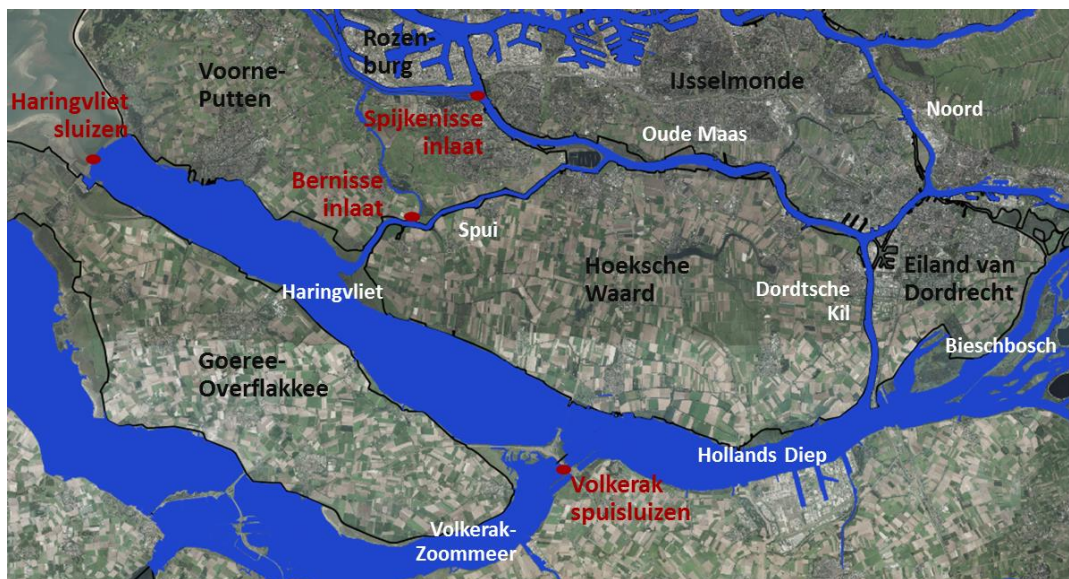 Rozen-
burg
Voorne-
Putten
IJsselmonde
Haringvliet
sluizen
Noord
Spijkenisse
inlaat
Oude Maas
Bernisse
inlaat
Spui
Hoeksche
Waard
Eiland van
Dordrecht
Haringvliet
Dordtsche
Kil
Bieschbosch
Goeree-
Overflakkee
Hollands Diep
Volkerak
spuisluizen
Volkerak-
Zoommeer